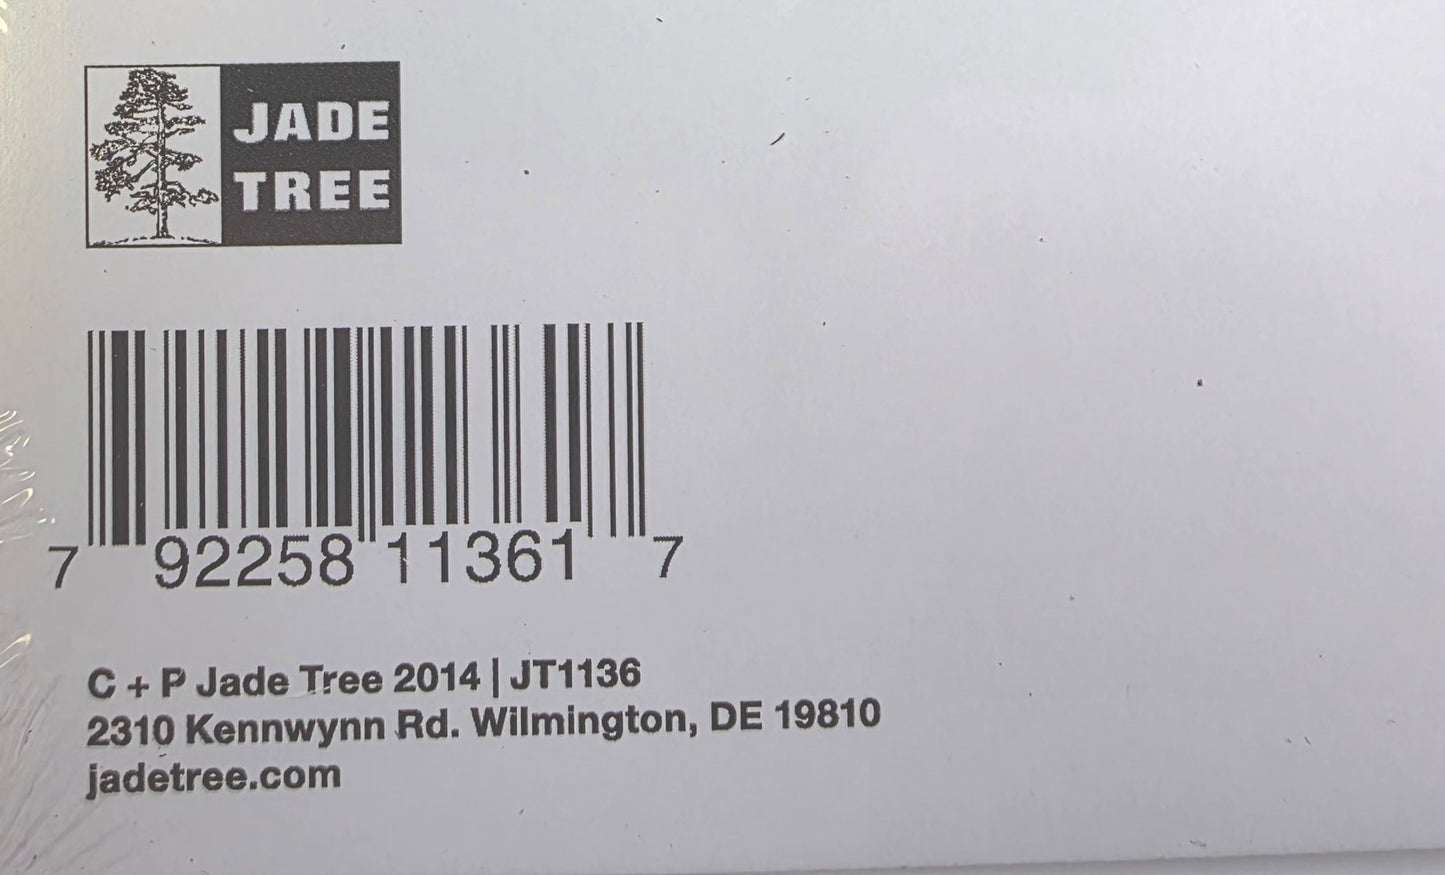 JADE
TREE
7 92258 11361 7
C + P Jade Tree 2014 | JT1136
2310 Kennwynn Rd. Wilmington, DE 19810
jadetree.com